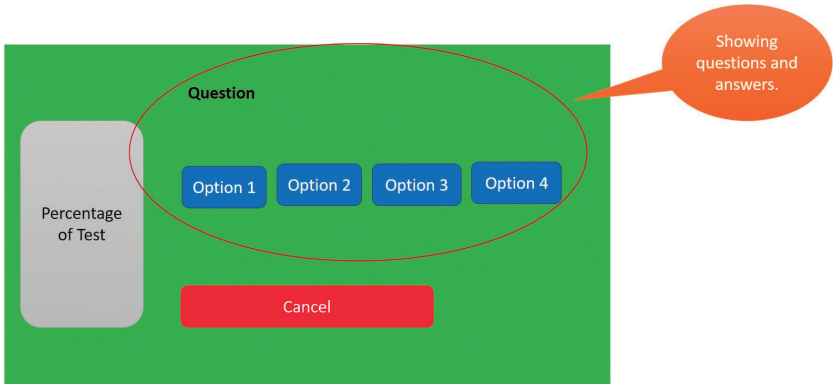 Showing
questions and
answers.
Question
Option 1
Option 2
Option 3
Option 4
Percentage
of Test
Cancel